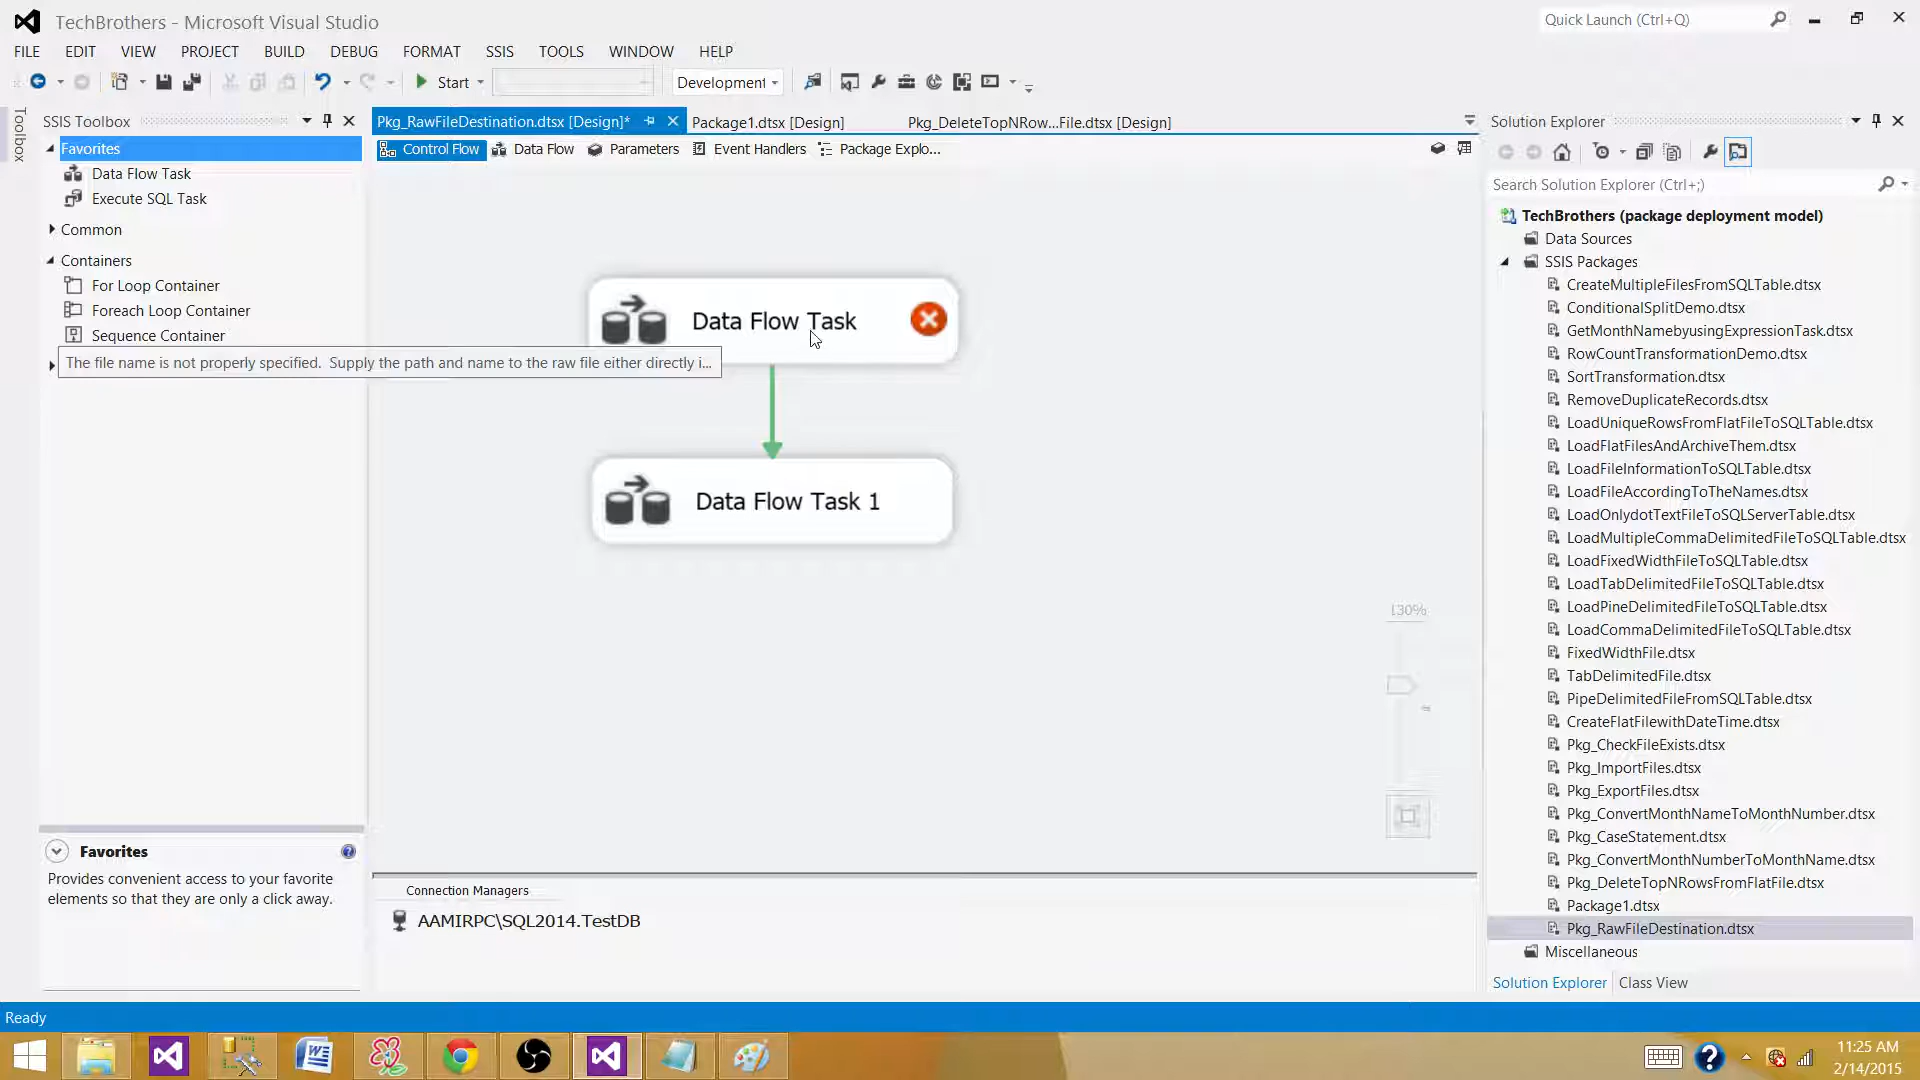 TechBrothers - Microsoft Visual Studio
Quick Launch (Ctrl+Q)
FILE EDIT VIEW PROJECT BUILD DEBUG FORMAT SSIS TOOLS WINDOW HELP
Start
Development
Toolbox
SSIS Toolbox
Favorites
Data Flow Task
Execute SQL Task
Common
Containers
For Loop Container
Foreach Loop Container
Sequence Container
Pkg_RawFileDestination.dtsx [Design]*
Package1.dtsx [Design]
Pkg_DeleteTopNRow...File.dtsx [Design]
Control Flow
Data Flow
Parameters
Event Handlers
Package Explo...
Data Flow Task
The file name is not properly specified.  Supply the path and name to the raw file either directly i...
Data Flow Task 1
130%
Connection Managers
AAMIRPC\SQL2014.TestDB
Favorites
Provides convenient access to your favorite
elements so that they are only a click away.
Solution Explorer
Search Solution Explorer (Ctrl+;)
TechBrothers (package deployment model)
Data Sources
SSIS Packages
CreateMultipleFilesFromSQLTable.dtsx
ConditionalSplitDemo.dtsx
GetMonthNamebyusingExpressionTask.dtsx
RowCountTransformationDemo.dtsx
SortTransformation.dtsx
RemoveDuplicateRecords.dtsx
LoadUniqueRowsFromFlatFileToSQLTable.dtsx
LoadFlatFilesAndArchiveThem.dtsx
LoadFileInformationToSQLTable.dtsx
LoadFileAccordingToTheNames.dtsx
LoadOnlydotTextFileToSQLServerTable.dtsx
LoadMultipleCommaDelimitedFileToSQLTable.dtsx
LoadFixedWidthFileToSQLTable.dtsx
LoadTabDelimitedFileToSQLTable.dtsx
LoadPineDelimitedFileToSQLTable.dtsx
LoadCommaDelimitedFileToSQLTable.dtsx
FixedWidthFile.dtsx
TabDelimitedFile.dtsx
PipeDelimitedFileFromSQLTable.dtsx
CreateFlatFilewithDateTime.dtsx
Pkg_CheckFileExists.dtsx
Pkg_ImportFiles.dtsx
Pkg_ExportFiles.dtsx
Pkg_ConvertMonthNameToMonthNumber.dtsx
Pkg_CaseStatement.dtsx
Pkg_ConvertMonthNumberToMonthName.dtsx
Pkg_DeleteTopNRowsFromFlatFile.dtsx
Package1.dtsx
Pkg_RawFileDestination.dtsx
Miscellaneous
Solution Explorer
Class View
Ready
11:25 AM
2/14/2015